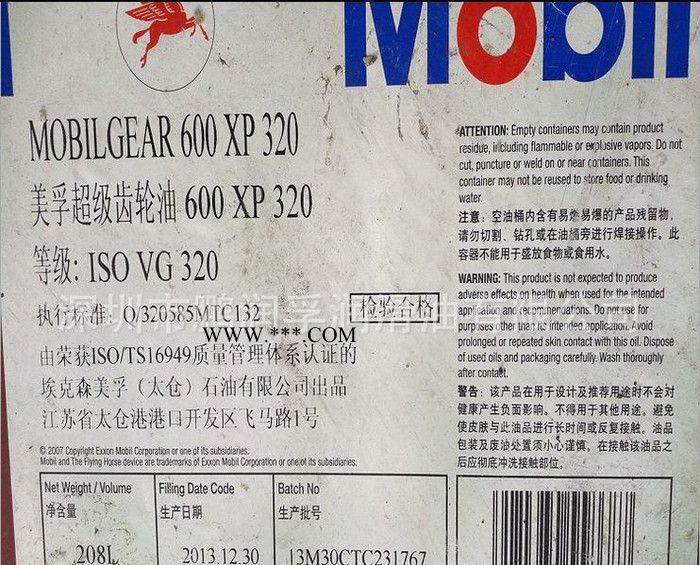 Mobil
MOBILGEAR 600 XP 320
美孚超级齿轮油 600 XP 320
等级: ISO VG 320
执行标准: Q/320585MTC132
检验合格
WWW.***.COM
由荣获ISO/TS16949质量管理体系认证的
埃克森美孚（太仓）石油有限公司出品
江苏省太仓港港口开发区飞马路1号
© 2007 Copyright Exxon Mobil Corporation or one of its subsidiaries.
Mobil and The Flying Horse device are trademarks of Exxon Mobil Corporation or one of its subsidiaries.
Net Weight / Volume
净含量
208L
Filling Date Code
生产日期
2013.12.30
Batch No
生产批号
13M30CTC231767
ATTENTION: Empty containers may contain product
residue, including flammable or explosive vapors. Do not
cut, puncture or weld on or near containers. This
container may not be reused to store food or drinking
water.
注意：空油桶内含有易燃易爆的产品残留物，
请勿切割、钻孔或在油桶旁进行焊接操作。此
容器不能用于盛放食物或食用水。
WARNING: This product is not expected to produce
adverse effects on health when used for the intended
application and recommendations. Do not use for
purposes other than its intended application. Avoid
prolonged or repeated skin contact with this oil. Dispose
of used oil and packaging carefully. Wash thoroughly
after contact.
警告：该产品在用于设计及推荐用途时不会对
健康产生负面影响。不得用于其他用途。避免
使皮肤与此油品进行长时间或反复接触。油品
包装及废油处置须小心谨慎。在接触该油品之
后应彻底冲洗接触部位。